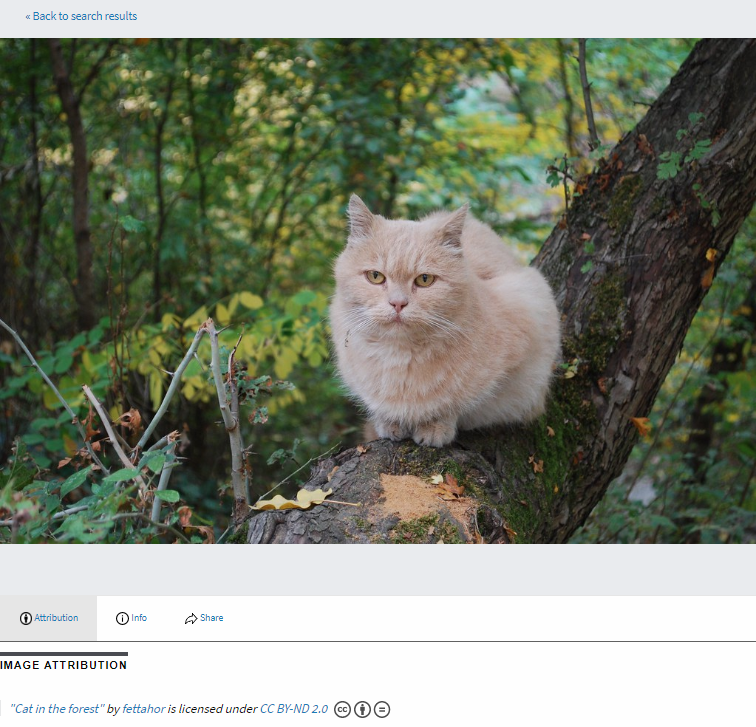 « Back to search results
Attribution Info Share
IMAGE ATTRIBUTION
"Cat in the forest" by fettahor is licensed under CC BY-ND 2.0